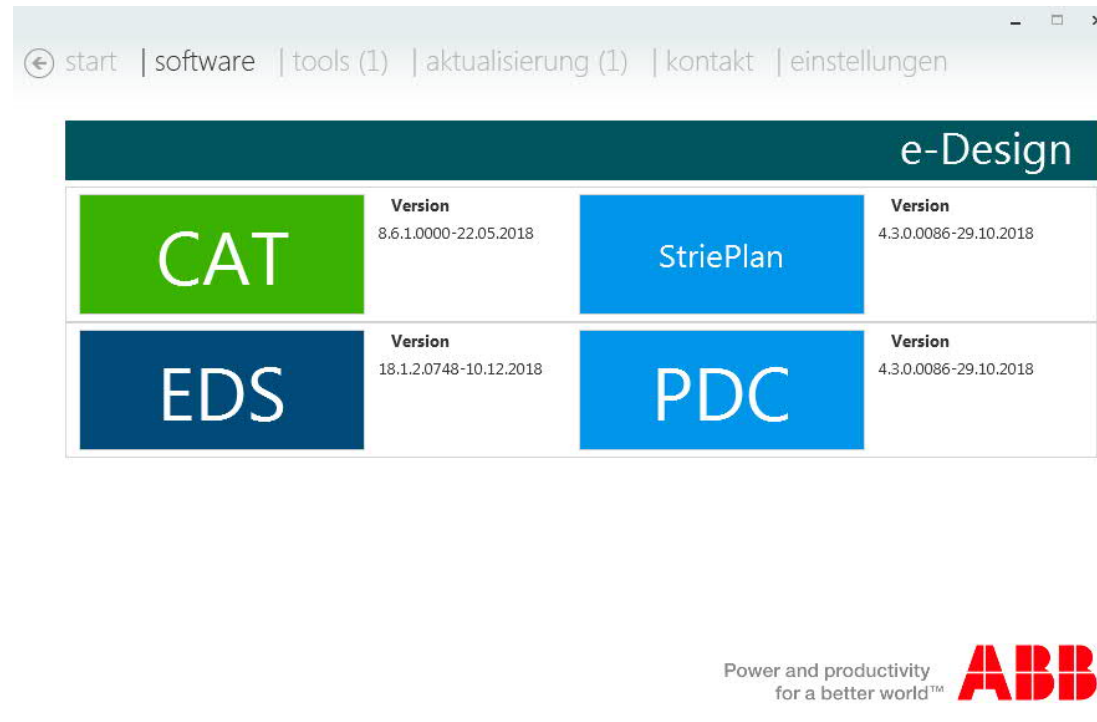 start | software | tools (1) | aktualisierung (1) | kontakt | einstellungen
e-Design
CAT
Version
8.6.1.0000-22.05.2018
StriePlan
Version
4.3.0.0086-29.10.2018
EDS
Version
18.1.2.0748-10.12.2018
PDC
Version
4.3.0.0086-29.10.2018
Power and productivity
for a better world™
ABB